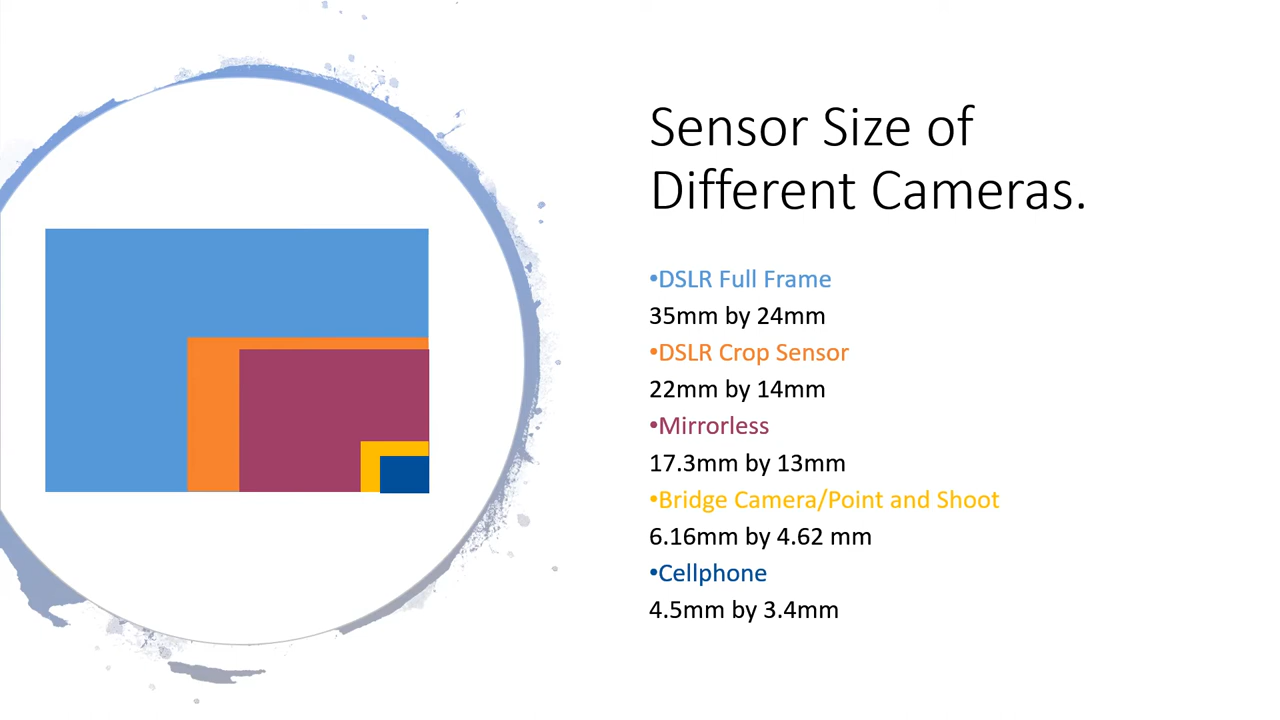 Sensor Size of
Different Cameras.
•DSLR Full Frame
35mm by 24mm
•DSLR Crop Sensor
22mm by 14mm
•Mirrorless
17.3mm by 13mm
•Bridge Camera/Point and Shoot
6.16mm by 4.62 mm
•Cellphone
4.5mm by 3.4mm